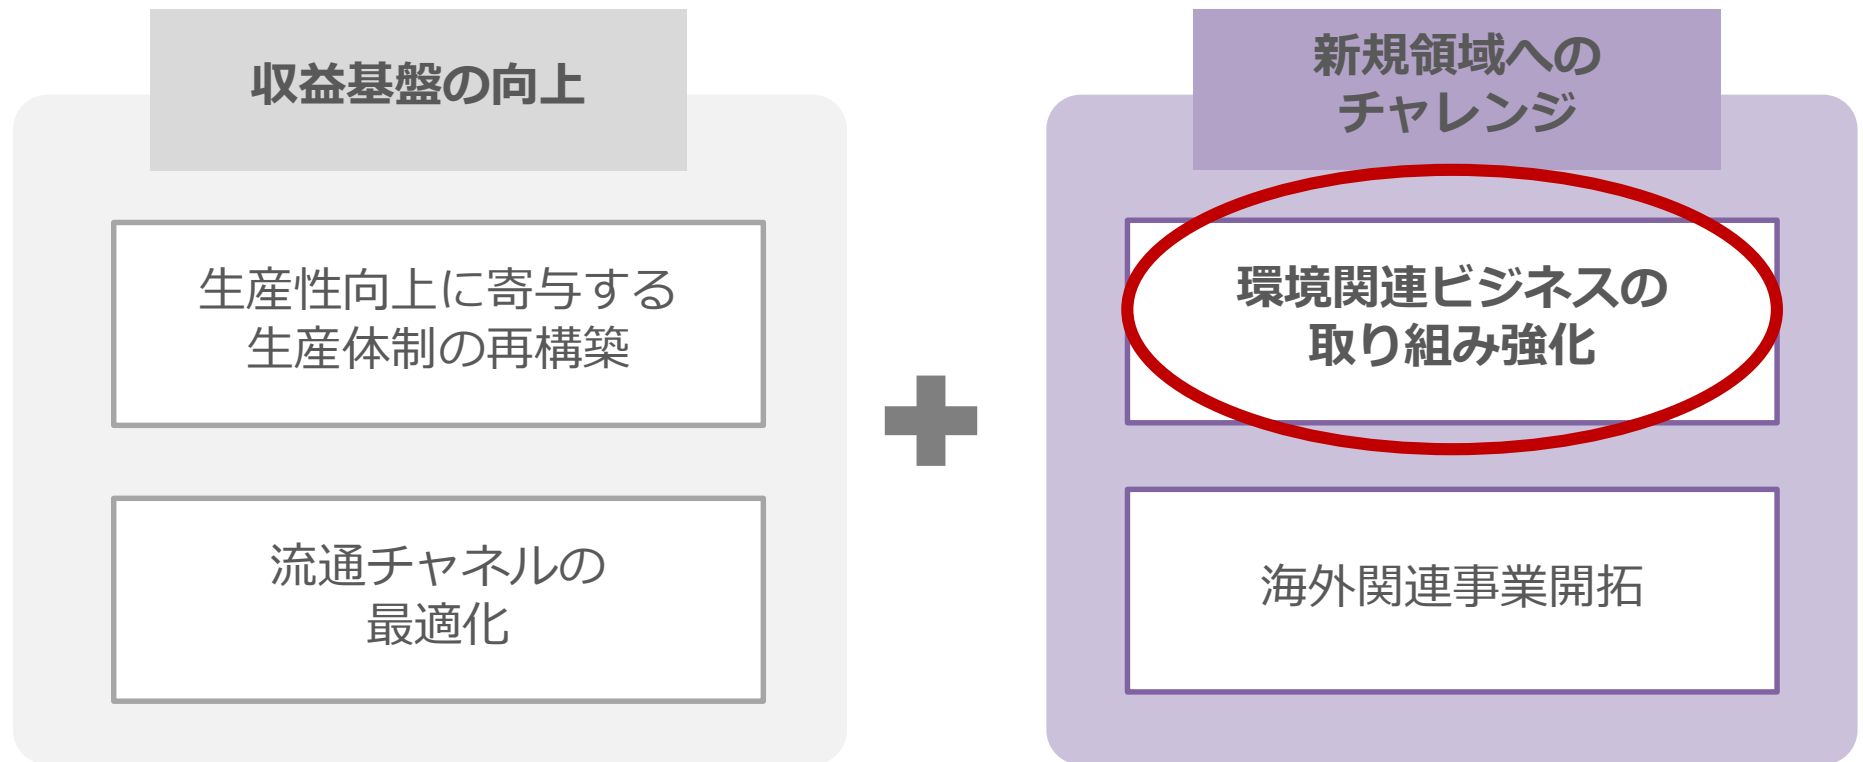 収益基盤の向上
生産性向上に寄与する
生産体制の再構築
流通チャネルの
最適化
新規領域への
チャレンジ
環境関連ビジネスの
取り組み強化
海外関連事業開拓